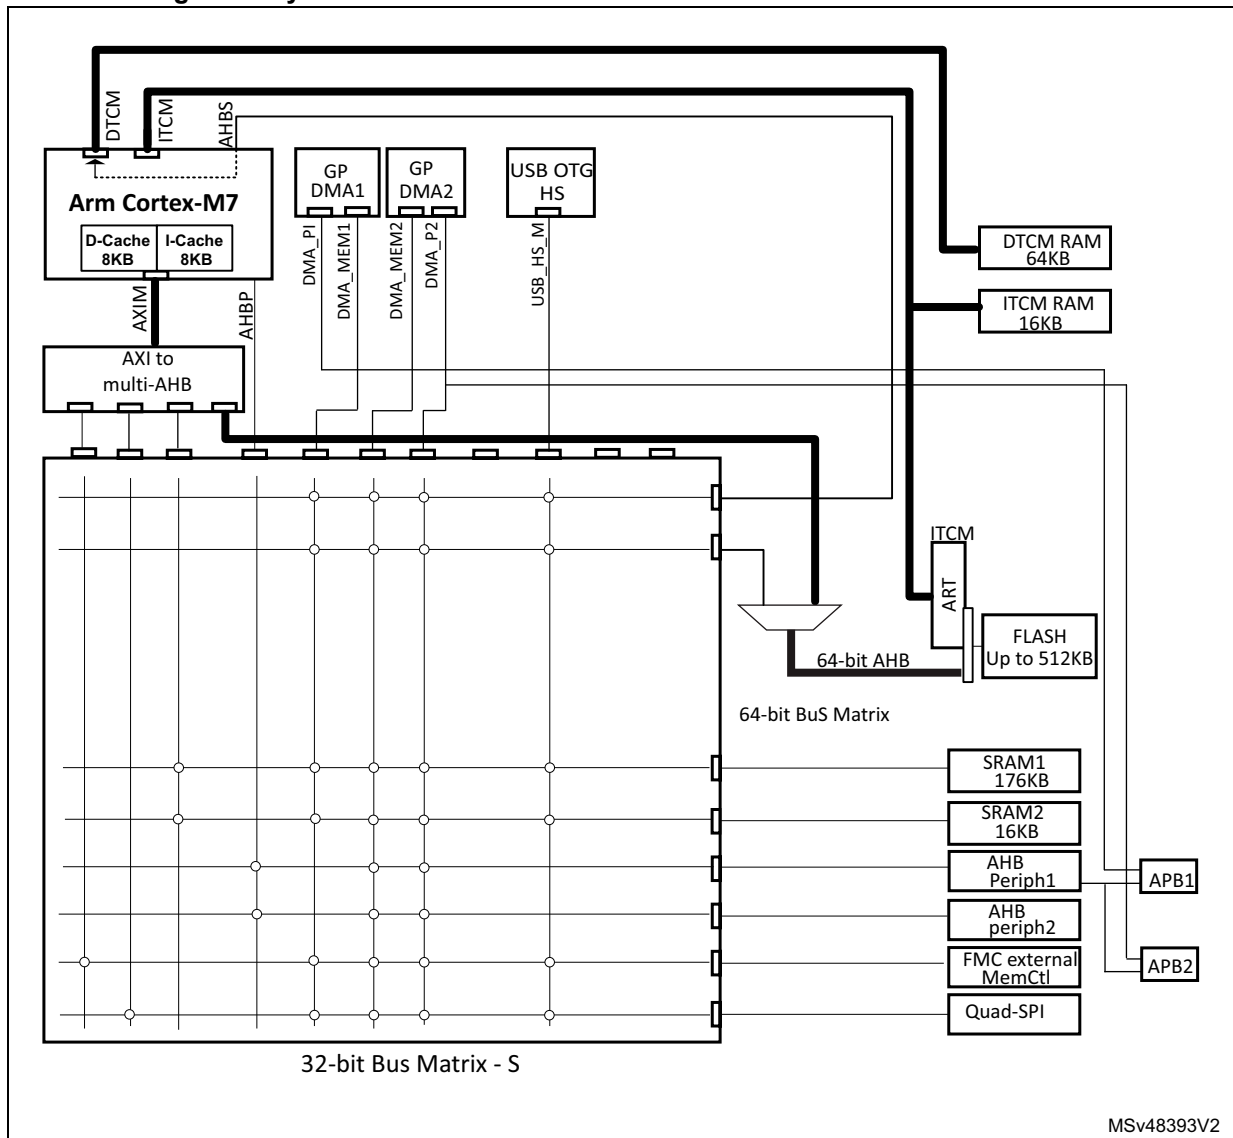 DTCM
ITCM
AHBS
Arm Cortex-M7
D-Cache
8KB
I-Cache
8KB
GP
DMA1
GP
DMA2
USB OTG
HS
DMA_PI
DMA_MEM1
DMA_MEM2
DMA_P2
USB_HS_M
AXIM
AHBP
AXI to
multi-AHB
DTCM RAM
64KB
ITCM RAM
16KB
ITCM
ART
FLASH
Up to 512KB
64-bit AHB
64-bit BuS Matrix
SRAM1
176KB
SRAM2
16KB
AHB
Periph1
APB1
AHB
periph2
FMC external
MemCtl
APB2
Quad-SPI
32-bit Bus Matrix - S
MSv48393V2